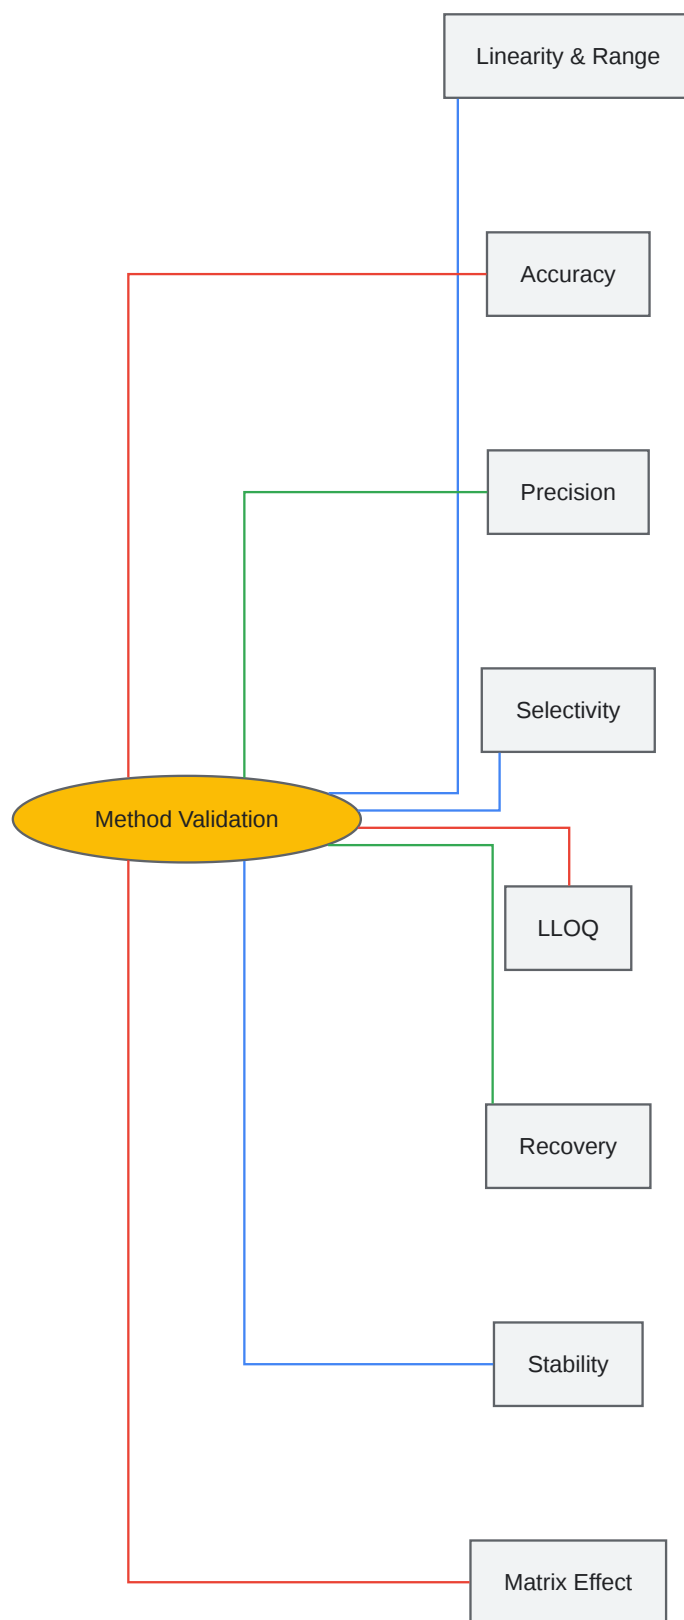 Linearity & Range
Accuracy
Precision
Selectivity
Method Validation
LLOQ
Recovery
Stability
Matrix Effect